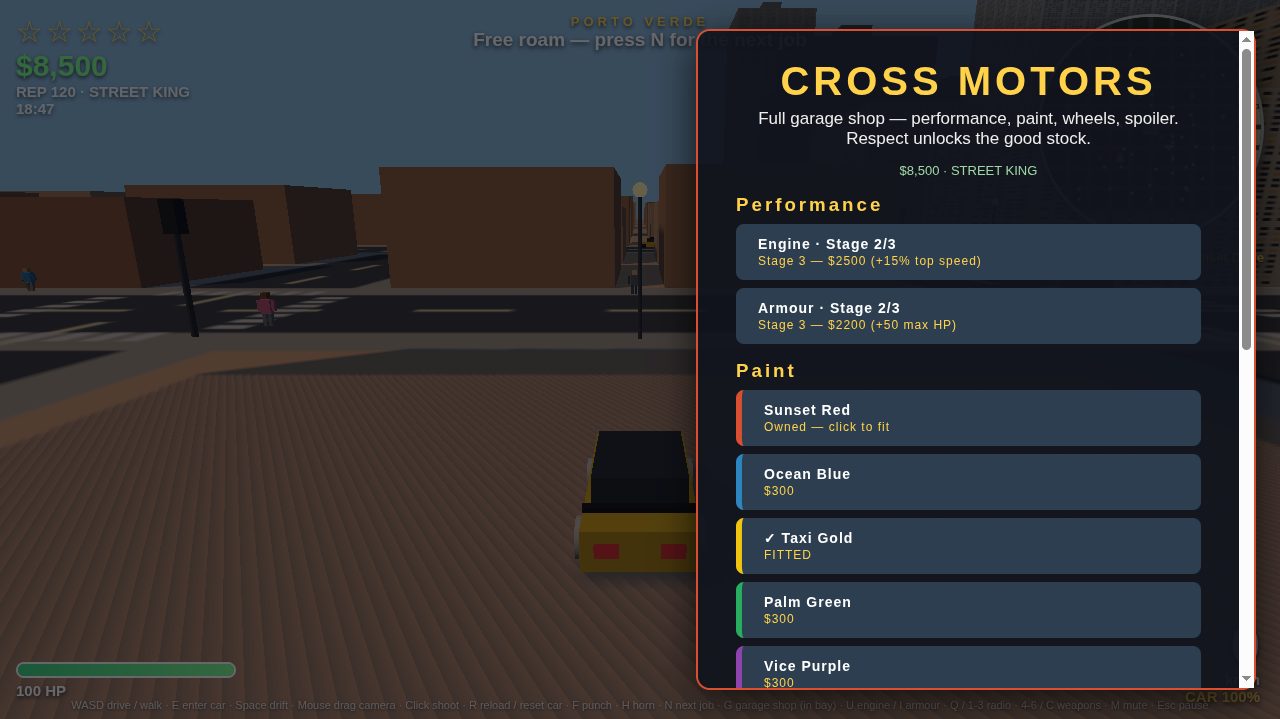 ☆☆☆☆☆
$8,500
REP 120 · STREET KING
18:47
PORTO VERDE
Free roam — press N for the next job
CROSS MOTORS
Full garage shop — performance, paint, wheels, spoiler.
Respect unlocks the good stock.
$8,500 · STREET KING
Performance
Engine · Stage 2/3
Stage 3 — $2500 (+15% top speed)
Armour · Stage 2/3
Stage 3 — $2200 (+50 max HP)
Paint
Sunset Red
Owned — click to fit
Ocean Blue
$300
✓ Taxi Gold
FITTED
Palm Green
$300
Vice Purple
$300
100 HP
CAR 100%
WASD drive / walk · E enter car · Space drift · Mouse drag camera · Click shoot · R reload / reset car · F punch · H horn · N next job · G garage shop (in bay) · U engine / I armour · Q / 1-3 radio · 4-6 / C weapons · M mute · Esc pause